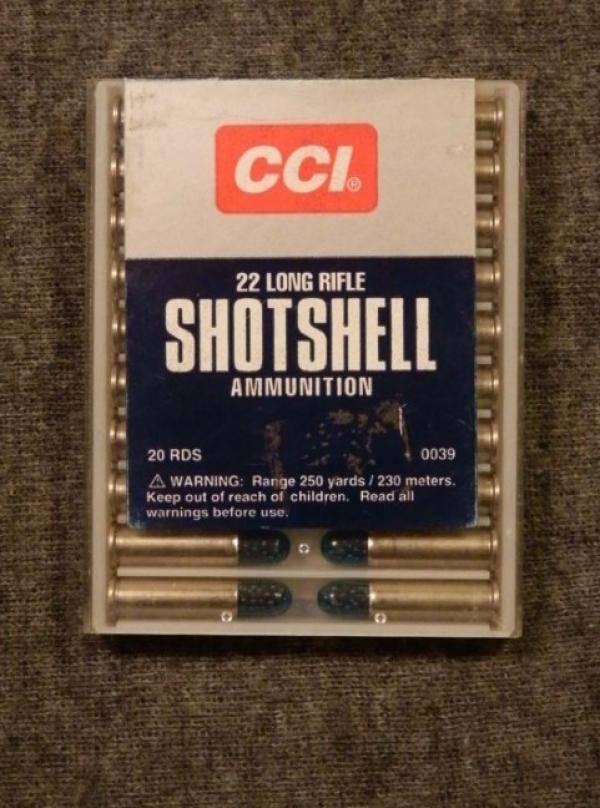 CCI®
22 LONG RIFLE
SHOTSHELL
AMMUNITION
20 RDS 0039
⚠ WARNING: Range 250 yards / 230 meters.
Keep out of reach of children. Read all
warnings before use.